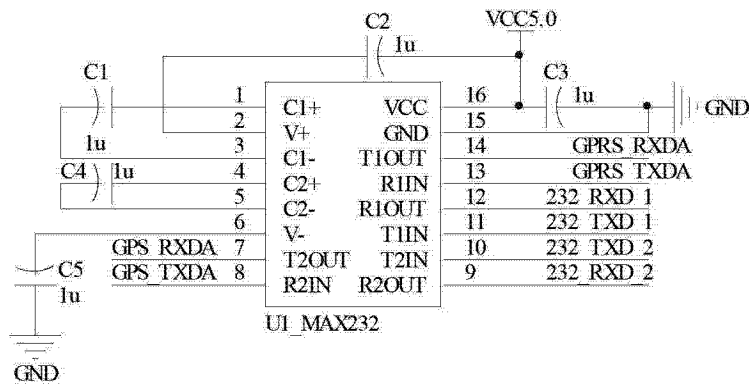 C2
VCC5.0
1u
C1
C3
1 C1+ VCC 16
1u
GND
2 V+ GND 15
1u
3 C1- T1OUT 14 GPRS_RXDA
C4
1u
4 C2+ R1IN 13 GPRS_TXDA
5 C2- R1OUT 12 232_RXD_1
6 V- T1IN 11 232_TXD_1
GPS_RXDA 7 T2OUT T2IN 10 232_TXD_2
C5
GPS_TXDA 8 R2IN R2OUT 9 232_RXD_2
1u
U1_MAX232
GND